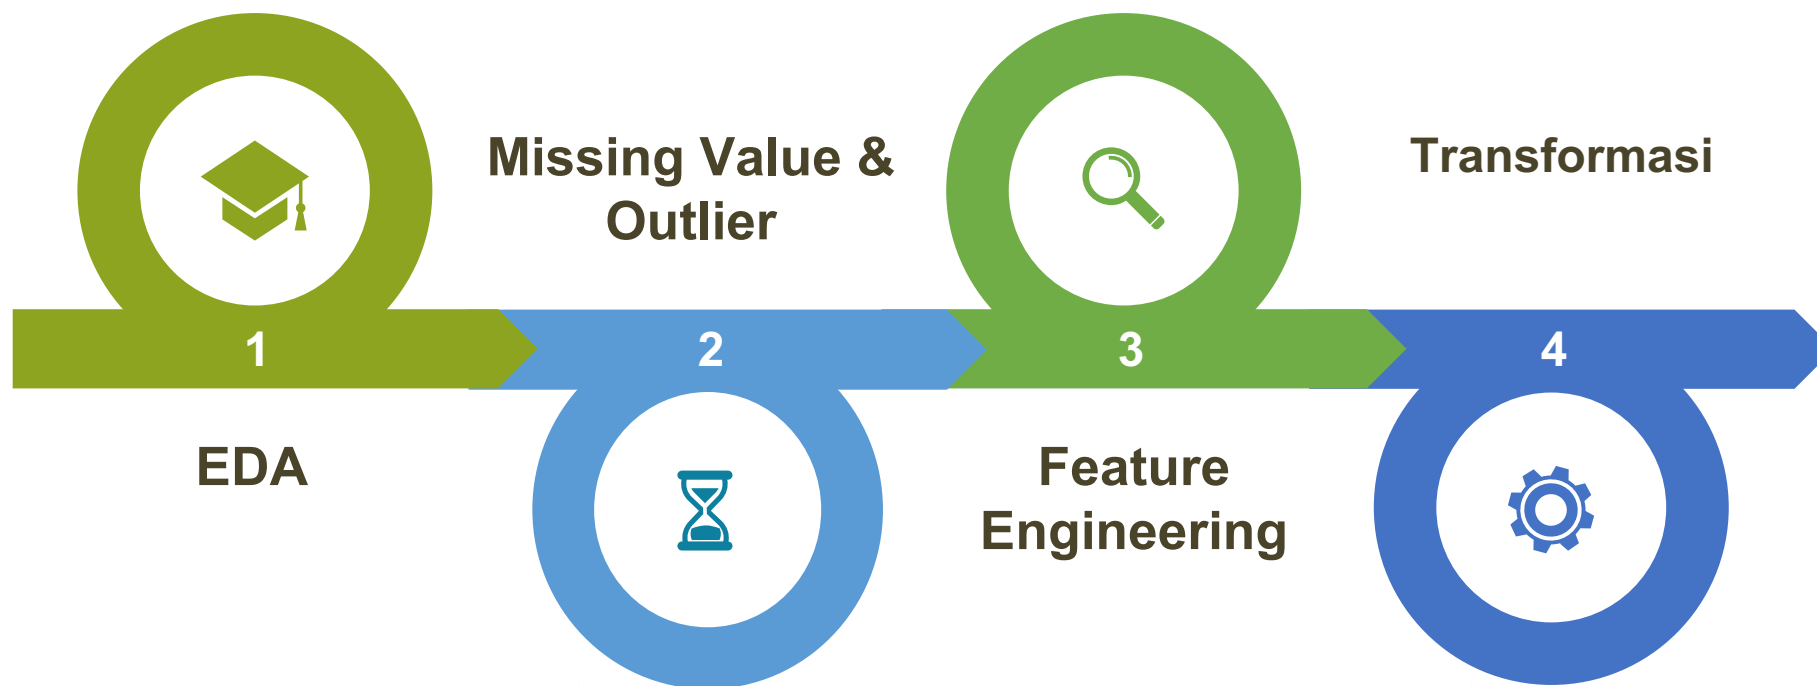 1
EDA
Missing Value &
Outlier
2
3
Feature
Engineering
Transformasi
4